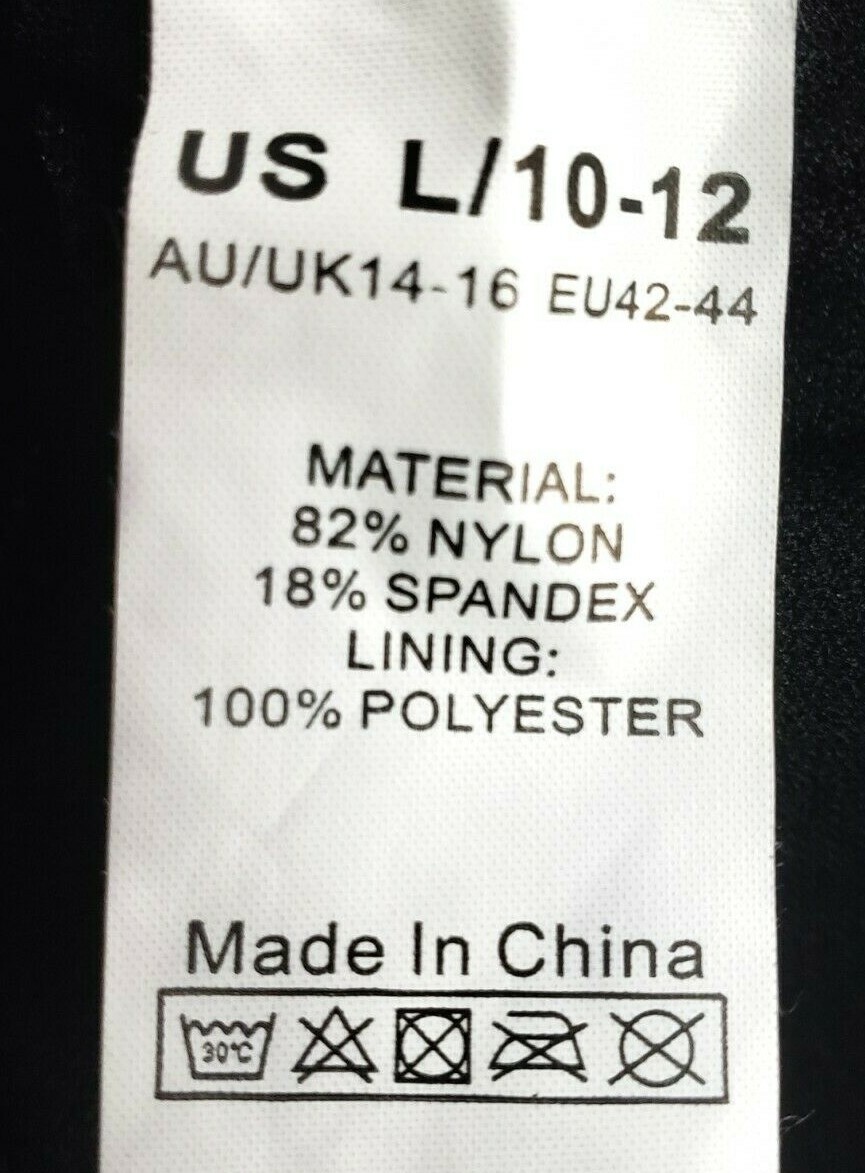 US L/10-12
AU/UK14-16 EU42-44
MATERIAL:
82% NYLON
18% SPANDEX
LINING:
100% POLYESTER
Made In China
30°C